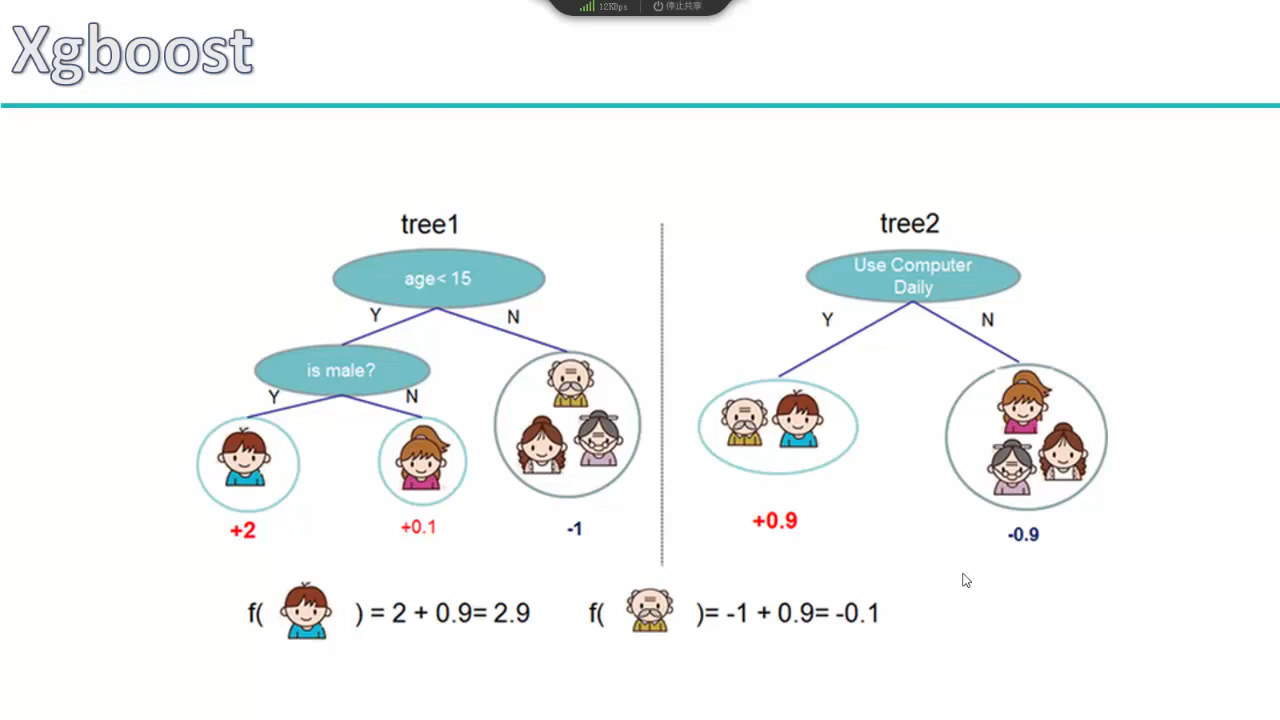 12KBps 停止共享
Xgboost
tree1
tree2
age< 15
Use Computer
Daily
Y
N
Y
N
is male?
Y
N
+2
+0.1
-1
+0.9
-0.9
f( ) = 2 + 0.9= 2.9
f( )= -1 + 0.9= -0.1